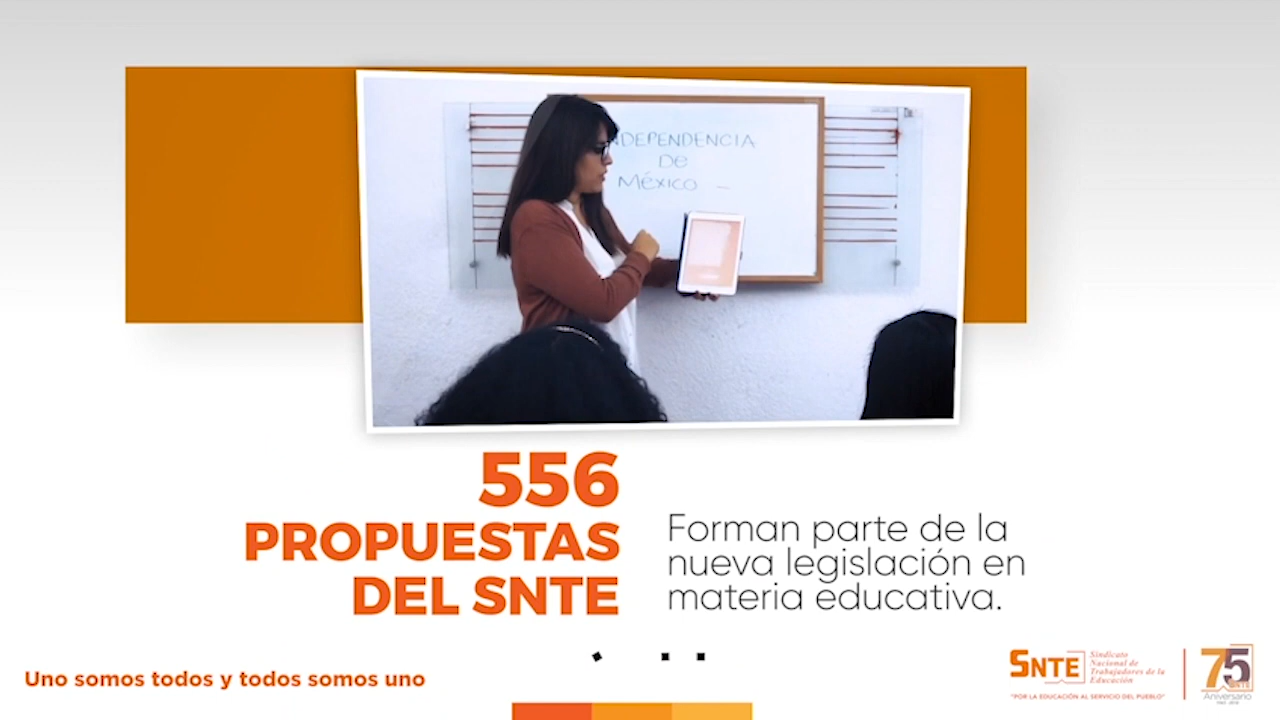 NDEPENDENCIA
DE
MÉXICO -
556
PROPUESTAS
DEL SNTE
Forman parte de la
nueva legislación en
materia educativa.
Uno somos todos y todos somos uno
SNTE
Sindicato
Nacional de
Trabajadores de la
Educación
"POR LA EDUCACIÓN AL SERVICIO DEL PUEBLO"
75
SNTE
Aniversario